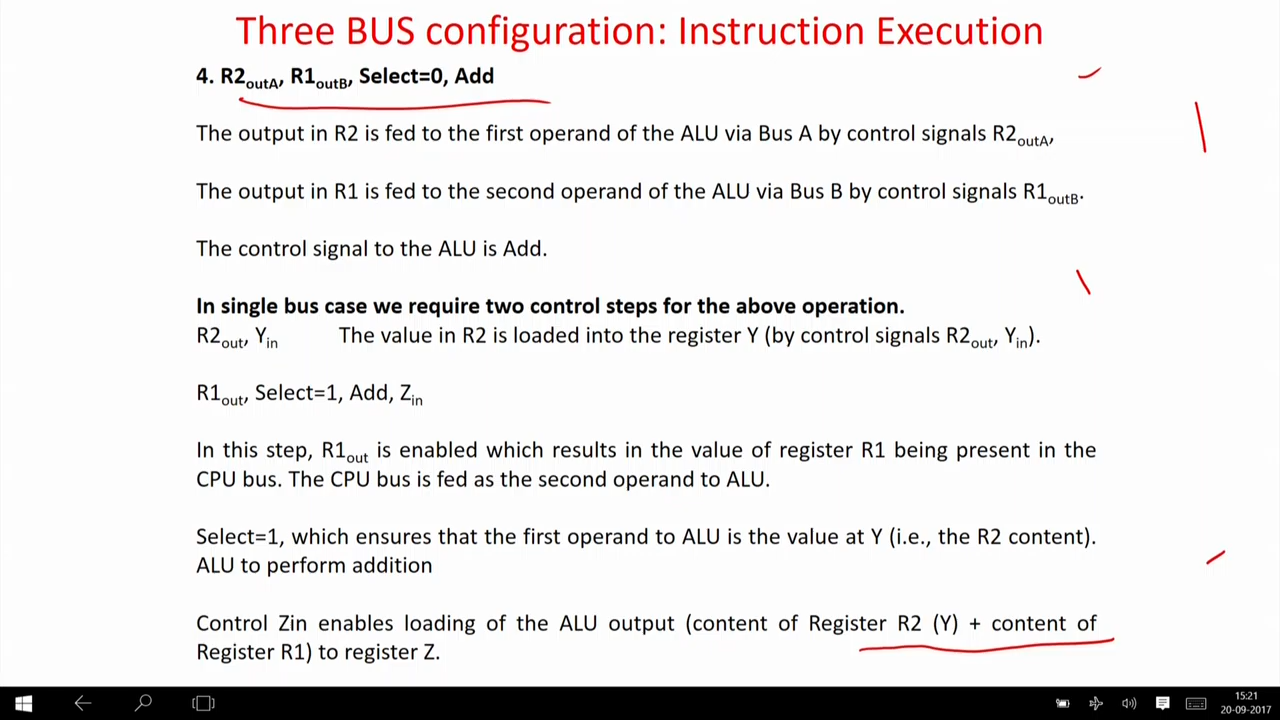 Three BUS configuration: Instruction Execution
4. R2outA, R1outB, Select=0, Add
The output in R2 is fed to the first operand of the ALU via Bus A by control signals R2outA,
The output in R1 is fed to the second operand of the ALU via Bus B by control signals R1outB.
The control signal to the ALU is Add.
In single bus case we require two control steps for the above operation.
R2out, Yin The value in R2 is loaded into the register Y (by control signals R2out, Yin).
R1out, Select=1, Add, Zin
In this step, R1out is enabled which results in the value of register R1 being present in the
CPU bus. The CPU bus is fed as the second operand to ALU.
Select=1, which ensures that the first operand to ALU is the value at Y (i.e., the R2 content).
ALU to perform addition
Control Zin enables loading of the ALU output (content of Register R2 (Y) + content of
Register R1) to register Z.
15:21
20-09-2017